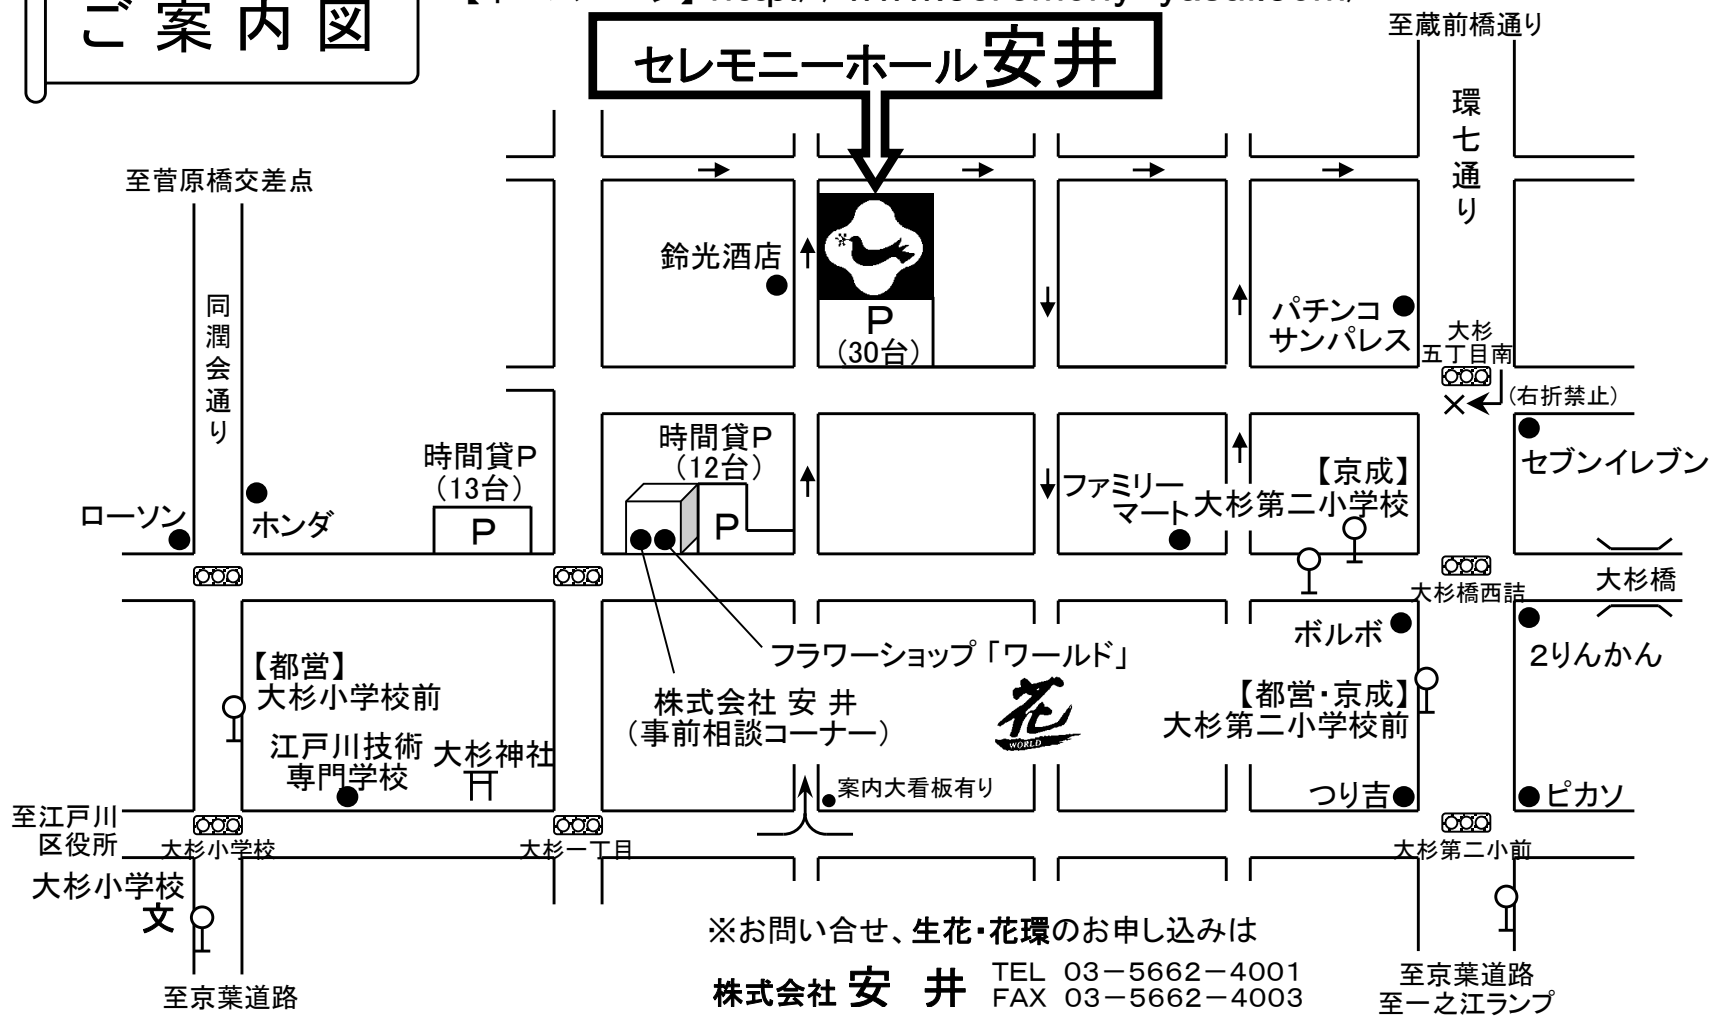 ご案内図
至蔵前橋通り
セレモニーホール 安井
環七通り
至菅原橋交差点
鈴光酒店
同潤会通り
P
（30台）
パチンコ
サンパレス
大杉
五丁目南
（右折禁止）
時間貸P
（12台）
時間貸P
（13台）
P
P
ファミリー
マート
【京成】
大杉第二小学校
セブンイレブン
ローソン
ホンダ
大杉橋
大杉橋西詰
ボルボ
2りんかん
フラワーショップ「ワールド」
【都営】
大杉小学校前
株式会社 安 井
（事前相談コーナー）
花
WORLD
【都営・京成】
大杉第二小学校前
江戸川技術
専門学校
大杉神社
案内大看板有り
つり吉
ピカソ
至江戸川
区役所
大杉小学校
大杉一丁目
大杉第二小前
大杉小学校
文
※お問い合せ、生花・花環のお申し込みは
株式会社 安 井
TEL 03－5662－4001
FAX 03－5662－4003
至京葉道路
至京葉道路
至一之江ランプ